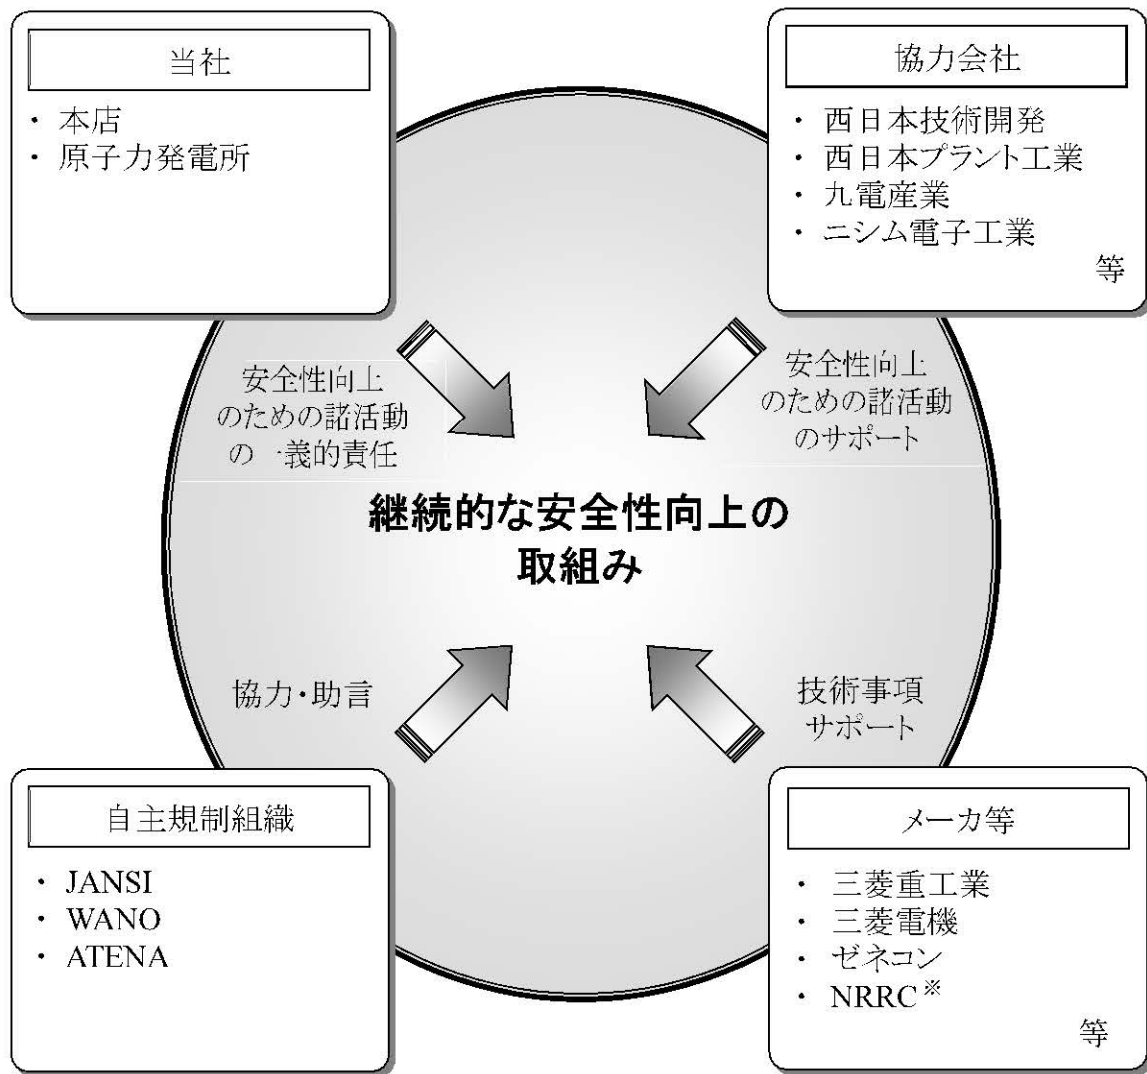 当社
・ 本店
・ 原子力発電所
協力会社
・ 西日本技術開発
・ 西日本プラント工業
・ 九電産業
・ ニシム電子工業
等
安全性向上
のための諸活動
の一義的責任
安全性向上
のための諸活動
のサポート
継続的な安全性向上の
取組み
協力・助言
技術事項
サポート
自主規制組織
・ JANSI
・ WANO
・ ATENA
メーカ等
・ 三菱重工業
・ 三菱電機
・ ゼネコン
・ NRRC※
等